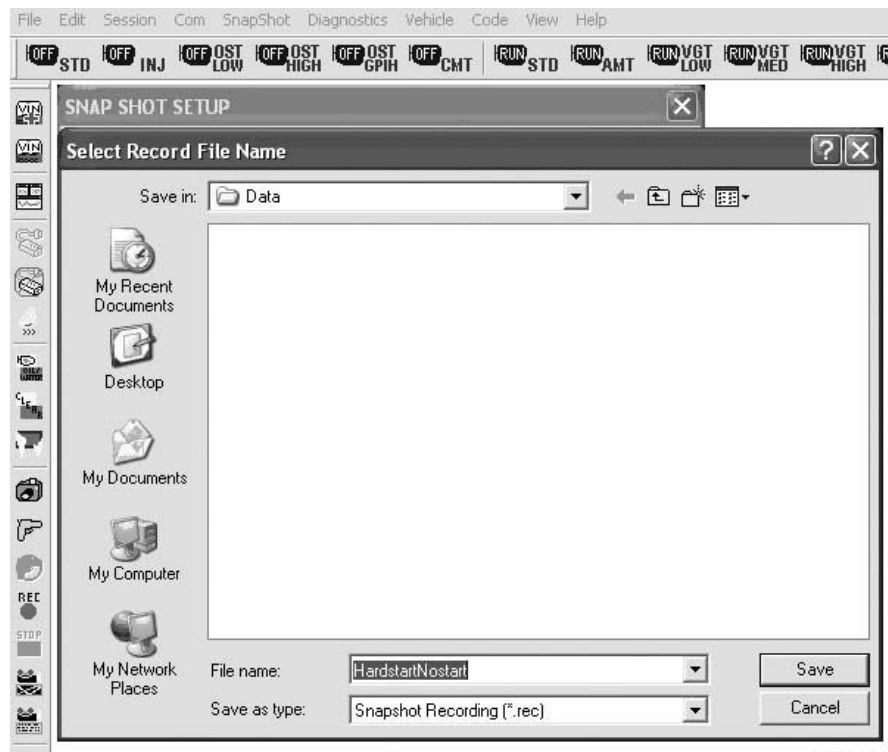 File Edit Session Com SnapShot Diagnostics Vehicle Code View Help
OFF STD OFF INJ OFF OST LOW OFF OST HIGH OFF OST GPIH OFF CMT RUN STD RUN AMT RUN VGT LOW RUN VGT MED RUN VGT HIGH
VIN
VIN
CLEAR
REC
STOP
SNAP SHOT SETUP
Select Record File Name
Save in: Data
My Recent
Documents
Desktop
My Documents
My Computer
My Network
Places
File name: HardstartNostart Save
Save as type: Snapshot Recording (*.rec) Cancel